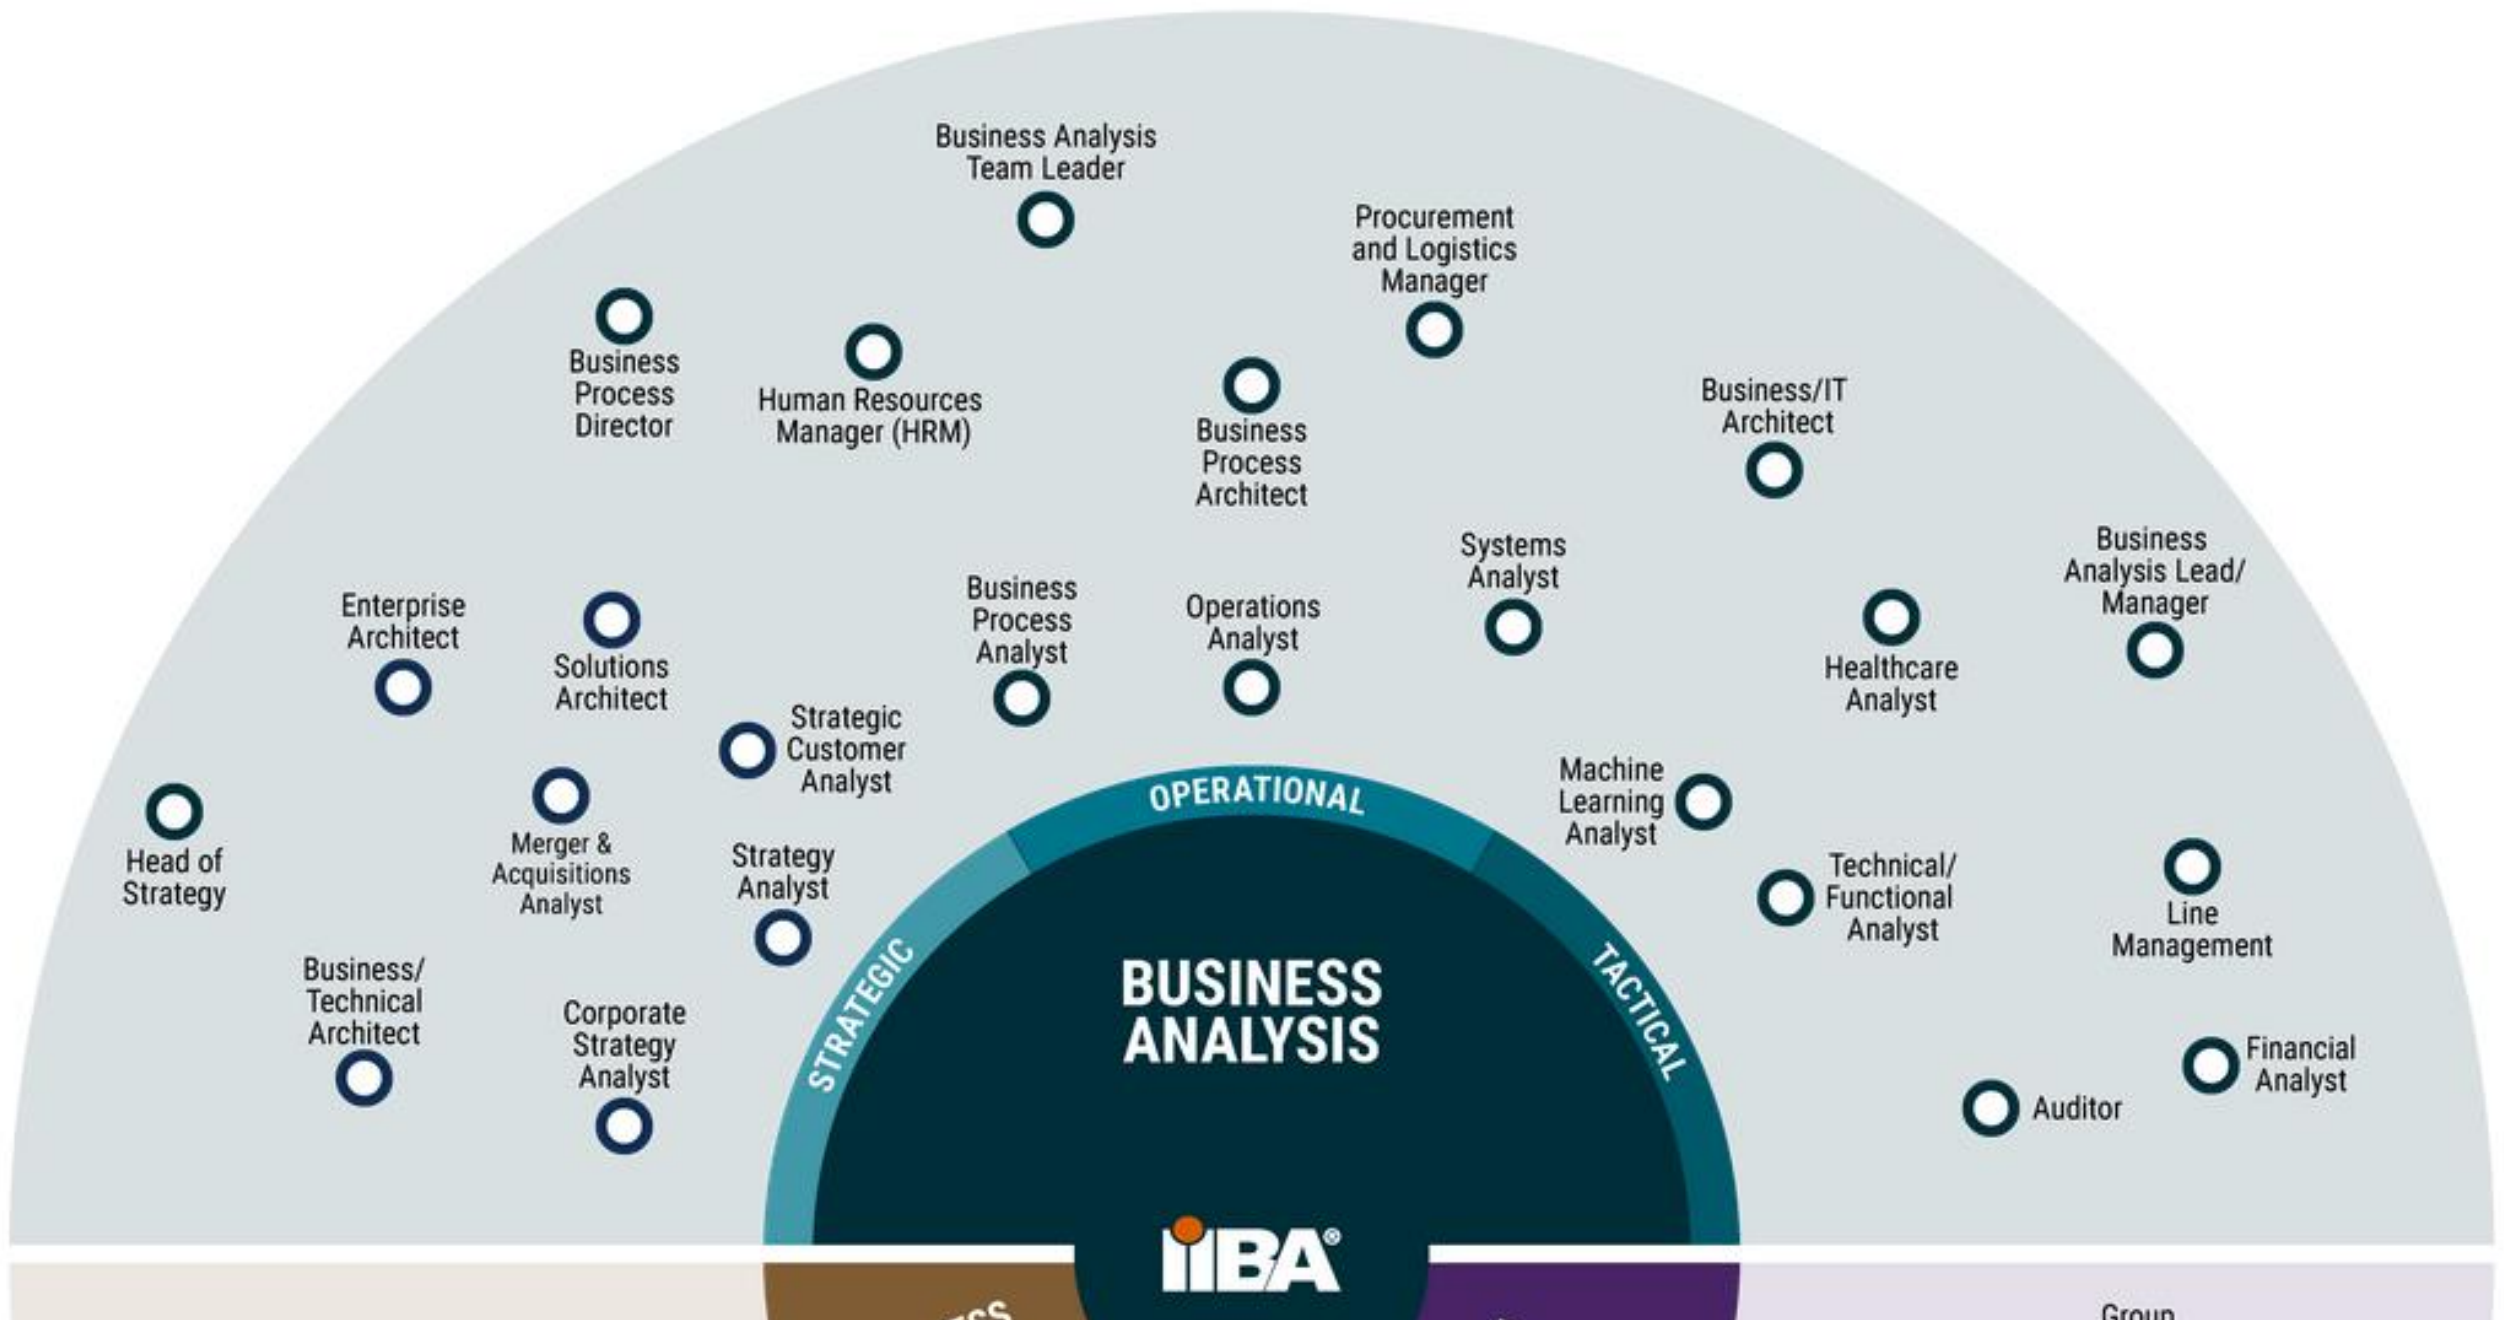 Business Analysis
Team Leader
Procurement
and Logistics
Manager
Business
Process
Director
Human Resources
Manager (HRM)
Business
Process
Architect
Business/IT
Architect
Systems
Analyst
Business
Analysis Lead/
Manager
Enterprise
Architect
Solutions
Architect
Business
Process
Analyst
Operations
Analyst
Healthcare
Analyst
Strategic
Customer
Analyst
Machine
Learning
Analyst
Head of
Strategy
Merger &
Acquisitions
Analyst
Strategy
Analyst
Technical/
Functional
Analyst
Line
Management
Business/
Technical
Architect
Corporate
Strategy
Analyst
Financial
Analyst
Auditor
STRATEGIC
OPERATIONAL
TACTICAL
BUSINESS
ANALYSIS
iiBA®
Group